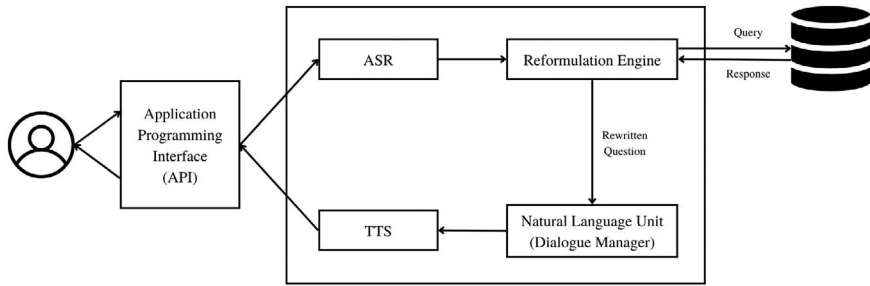 Application
Programming
Interface
(API)
ASR
Reformulation Engine
Query
Response
Rewritten
Question
TTS
Natural Language Unit
(Dialogue Manager)